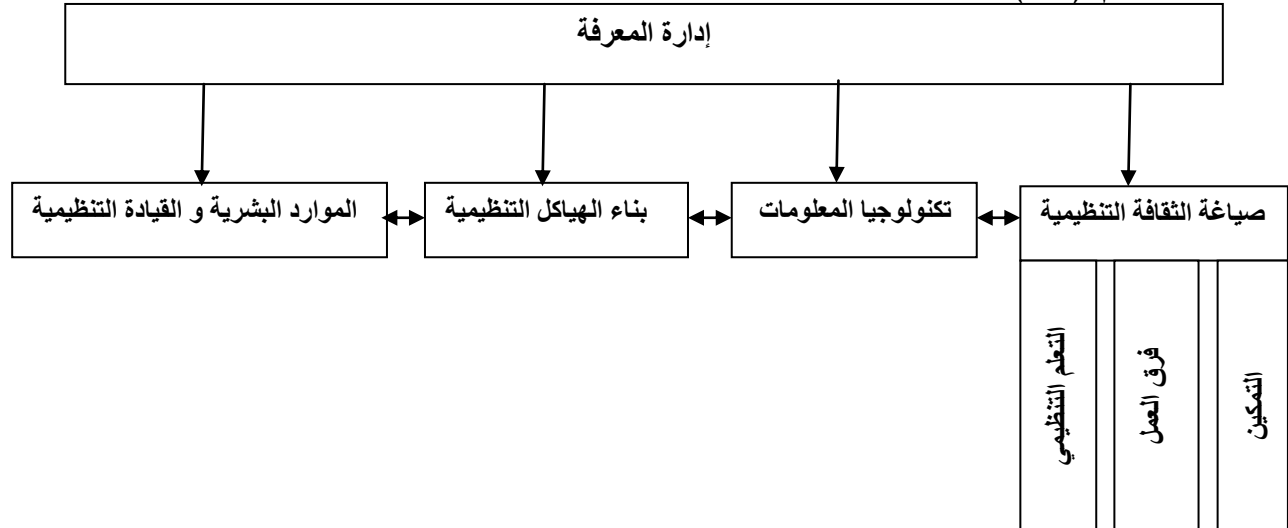 إدارة المعرفة
صياغة الثقافة التنظيمية
تكنولوجيا المعلومات
بناء الهياكل التنظيمية
الموارد البشرية و القيادة التنظيمية
التمكين
فرق العمل
التعلم التنظيمي